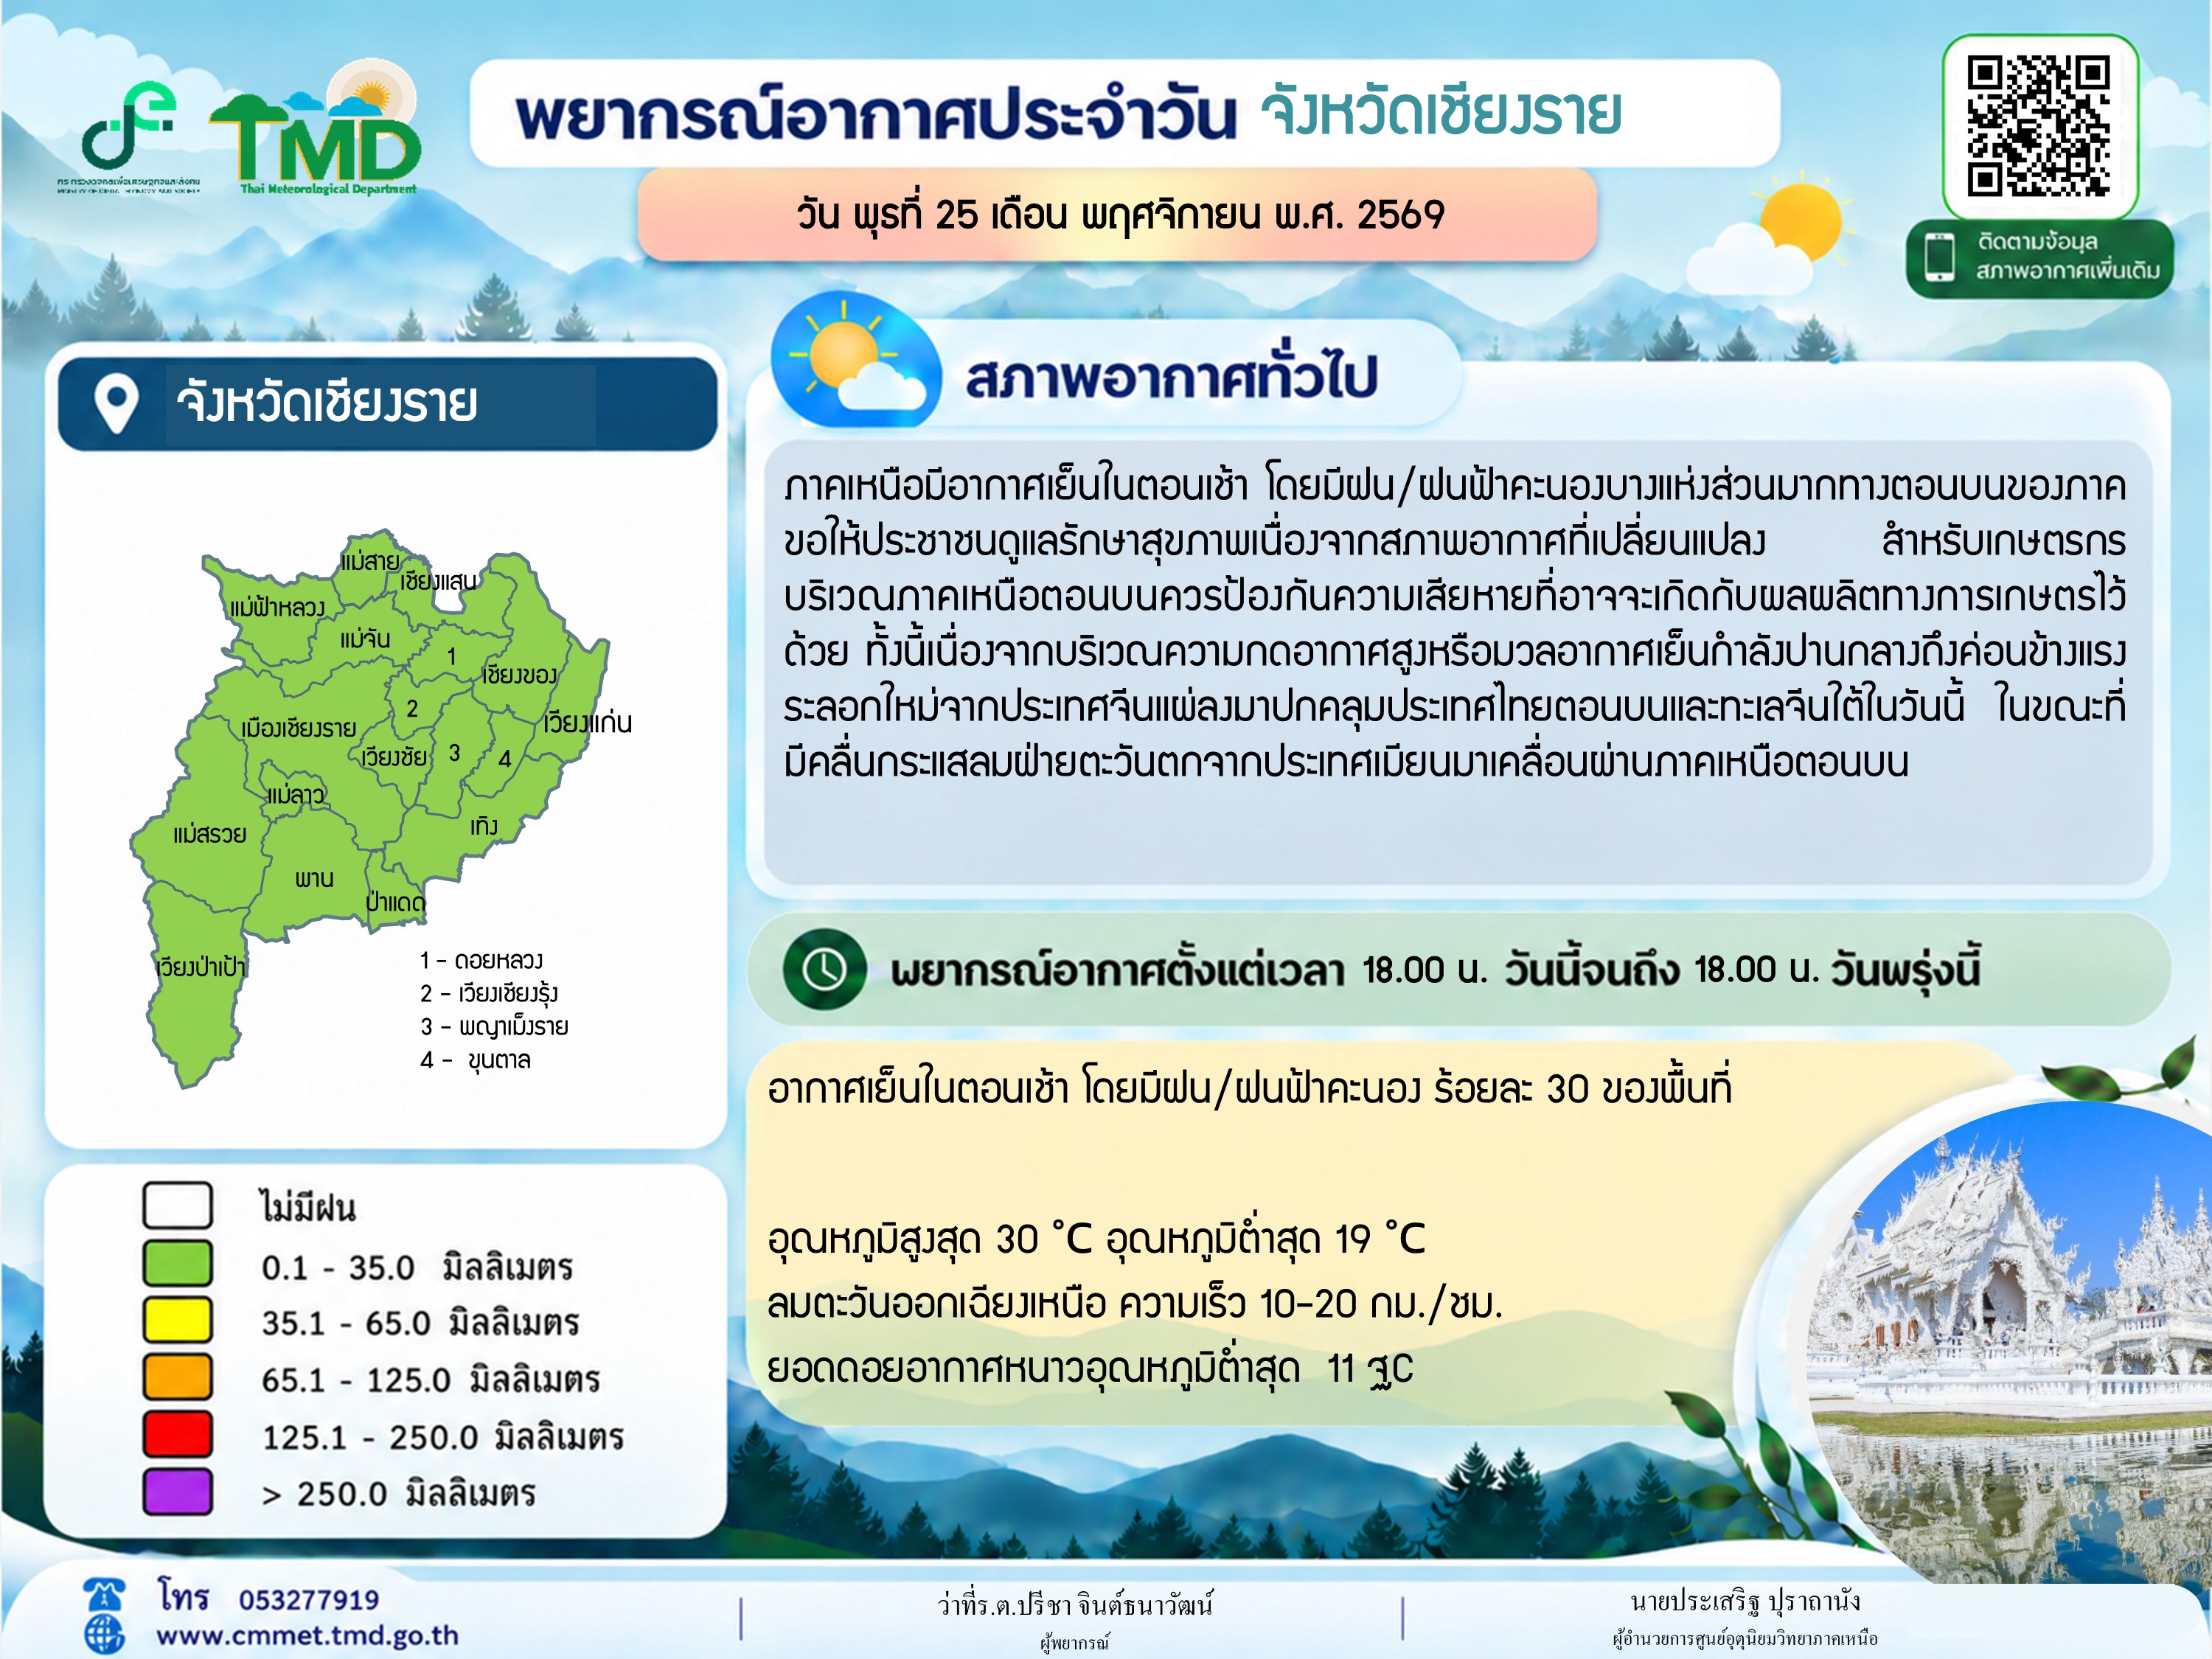 TMD
Thai Meteorological Department
พยากรณ์อากาศประจำวัน จังหวัดเชียงราย
วัน พุธที่ 25 เดือน พฤศจิกายน พ.ศ. 2569
ติดตามข้อมูล
สภาพอากาศเพิ่มเติม
จังหวัดเชียงราย
แม่สาย
เชียงแสน
แม่ฟ้าหลวง
แม่จัน
1
เชียงของ
2
เวียงแก่น
เมืองเชียงราย
เวียงชัย
3
4
แม่ลาว
แม่สรวย
เทิง
พาน
ป่าแดด
เวียงป่าเป้า
1 - ดอยหลวง
2 - เวียงเชียงรุ้ง
3 - พญาเม็งราย
4 - ขุนตาล
ไม่มีฝน
0.1 - 35.0 มิลลิเมตร
35.1 - 65.0 มิลลิเมตร
65.1 - 125.0 มิลลิเมตร
125.1 - 250.0 มิลลิเมตร
> 250.0 มิลลิเมตร
สภาพอากาศทั่วไป
ภาคเหนือมีอากาศเย็นในตอนเช้า โดยมีฝน/ฝนฟ้าคะนองบางแห่งส่วนมากทางตอนบนของภาค
ขอให้ประชาชนดูแลรักษาสุขภาพเนื่องจากสภาพอากาศที่เปลี่ยนแปลง สำหรับเกษตรกร
บริเวณภาคเหนือตอนบนควรป้องกันความเสียหายที่อาจจะเกิดกับผลผลิตทางการเกษตรไว้
ด้วย ทั้งนี้เนื่องจากบริเวณความกดอากาศสูงหรือมวลอากาศเย็นกำลังปานกลางถึงค่อนข้างแรง
ระลอกใหม่จากประเทศจีนแผ่ลงมาปกคลุมประเทศไทยตอนบนและทะเลจีนใต้ในวันนี้ ในขณะที่
มีคลื่นกระแสลมฝ่ายตะวันตกจากประเทศเมียนมาเคลื่อนผ่านภาคเหนือตอนบน
พยากรณ์อากาศตั้งแต่เวลา 18.00 น. วันนี้จนถึง 18.00 น. วันพรุ่งนี้
อากาศเย็นในตอนเช้า โดยมีฝน/ฝนฟ้าคะนอง ร้อยละ 30 ของพื้นที่
อุณหภูมิสูงสุด 30 °C อุณหภูมิต่ำสุด 19 °C
ลมตะวันออกเฉียงเหนือ ความเร็ว 10-20 กม./ชม.
ยอดดอยอากาศหนาวอุณหภูมิต่ำสุด 11 ฐC
โทร 053277919
www.cmmet.tmd.go.th
ว่าที่ร.ต.ปรีชา จินต์ธนาวัฒน์
ผู้พยากรณ์
นายประเสริฐ ปุราถานัง
ผู้อำนวยการศูนย์อุตุนิยมวิทยาภาคเหนือ